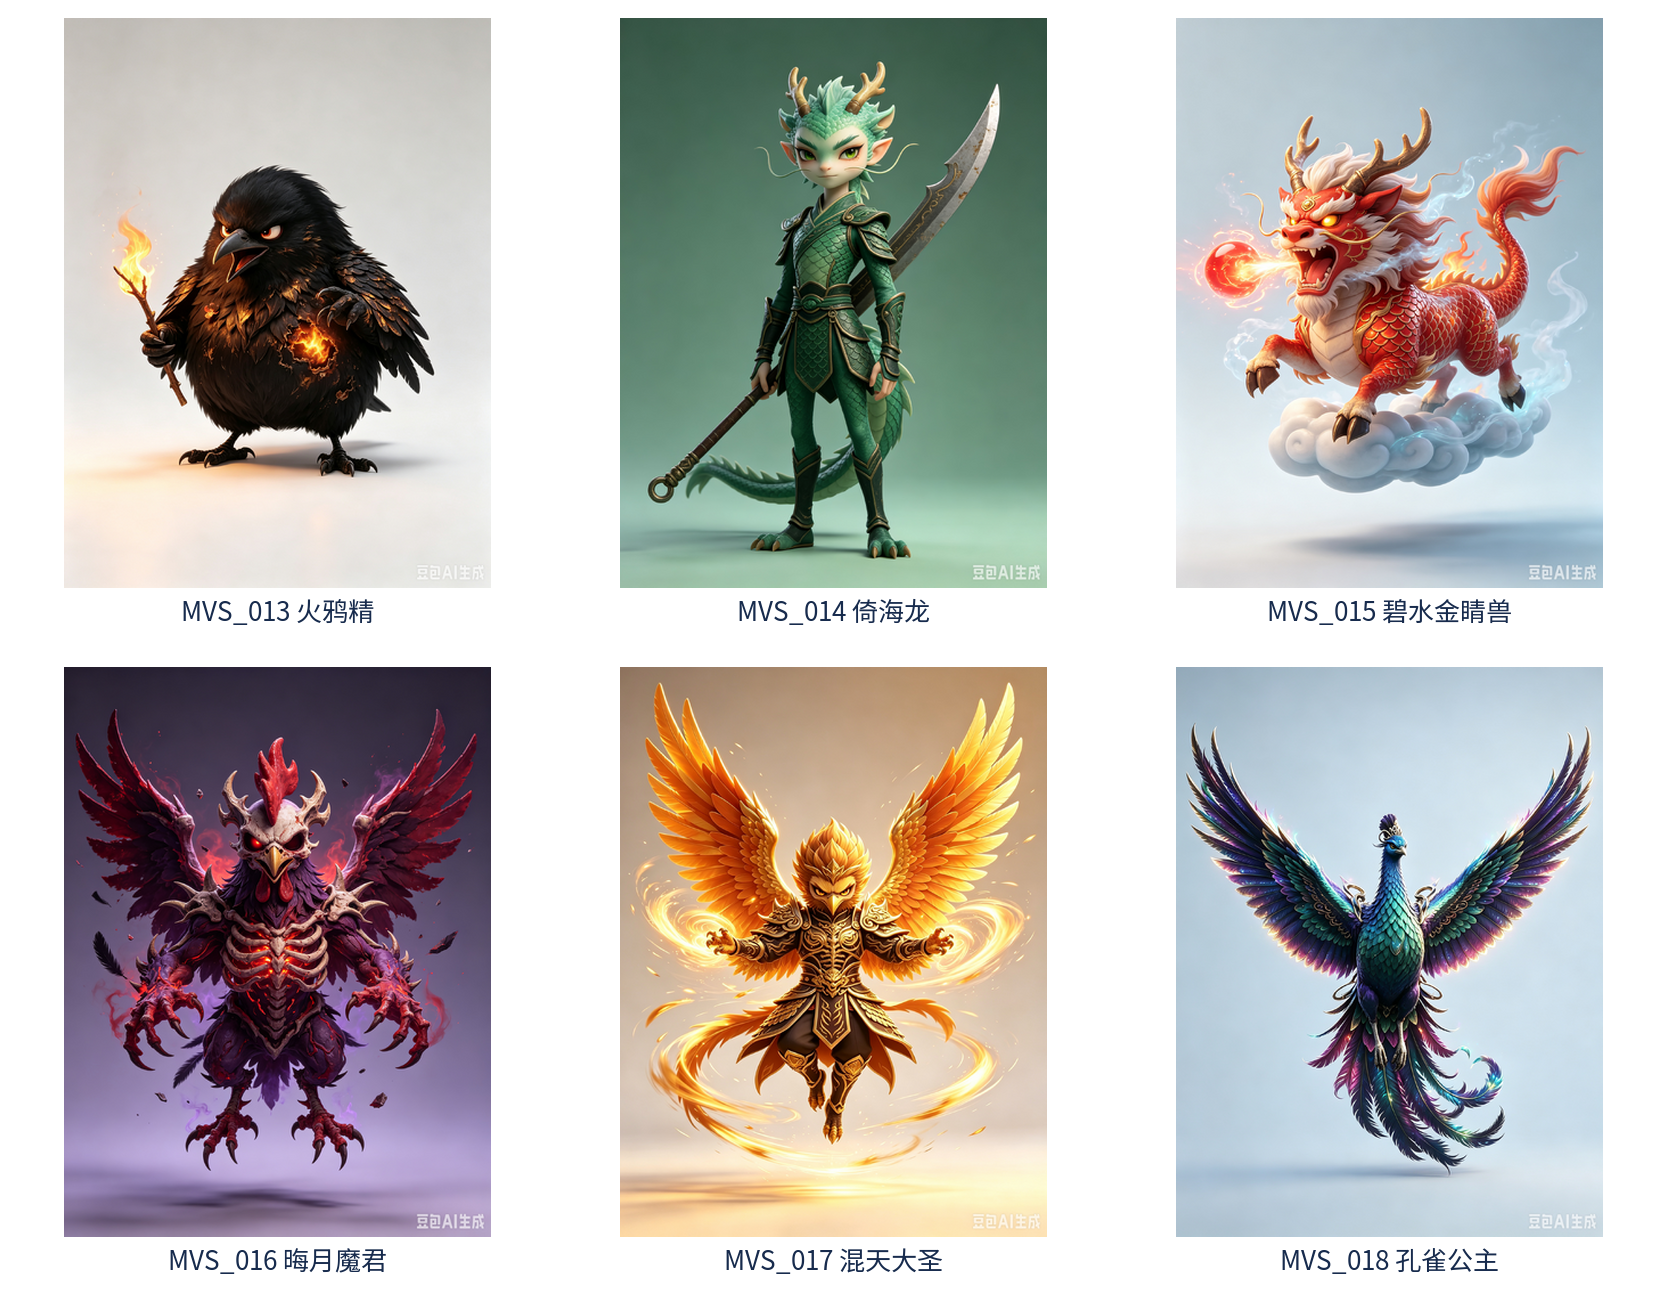 豆包AI生成
豆包AI生成
豆包AI生成
MVS_013 火鸦精
MVS_014 倚海龙
MVS_015 碧水金睛兽
豆包AI生成
豆包AI生成
豆包AI生成
MVS_016 晦月魔君
MVS_017 混天大圣
MVS_018 孔雀公主